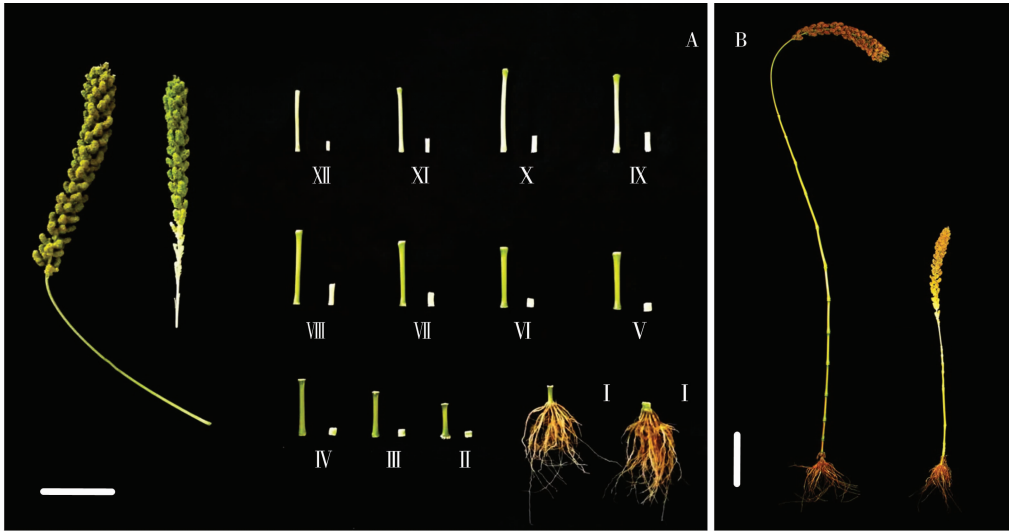 A
B
Ⅻ Ⅺ Ⅹ Ⅸ
Ⅷ Ⅶ Ⅵ Ⅴ
Ⅰ Ⅰ
Ⅳ Ⅲ Ⅱ